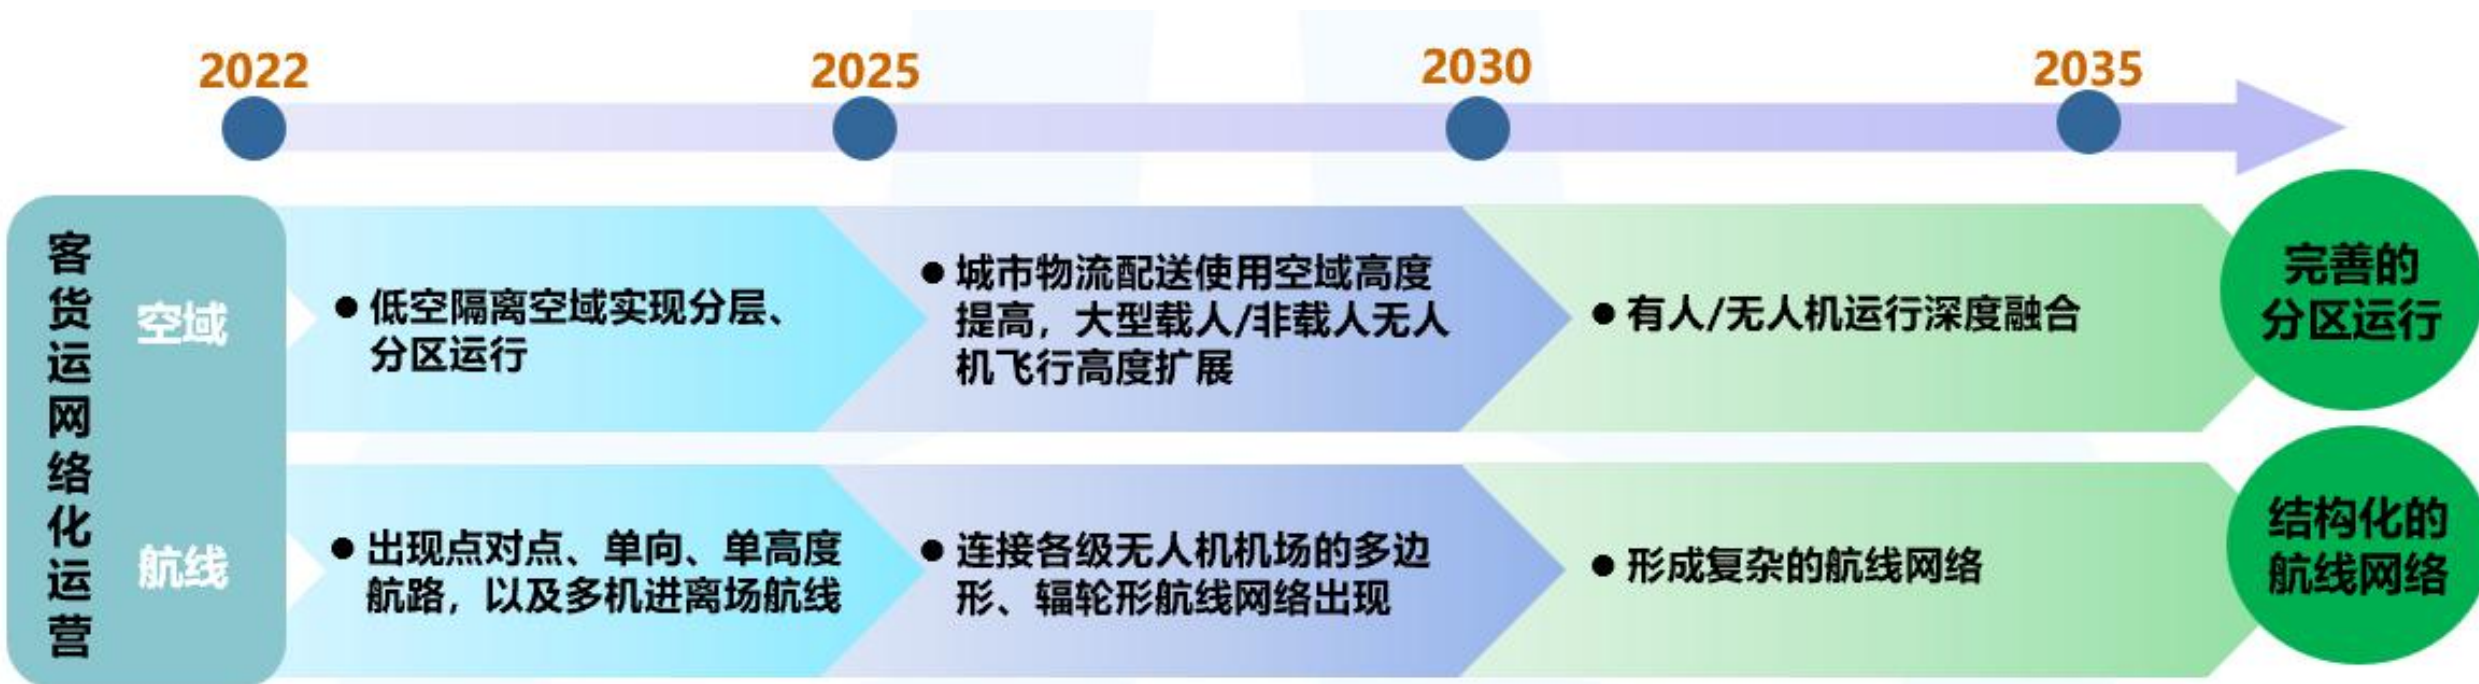 2022
2025
2030
2035
客货运网络化运营
空域
● 低空隔离空域实现分层、
分区运行
● 城市物流配送使用空域高度
提高，大型载人/非载人无人
机飞行高度扩展
● 有人/无人机运行深度融合
完善的
分区运行
航线
● 出现点对点、单向、单高度
航路，以及多机进离场航线
● 连接各级无人机机场的多边
形、辐轮形航线网络出现
● 形成复杂的航线网络
结构化的
航线网络